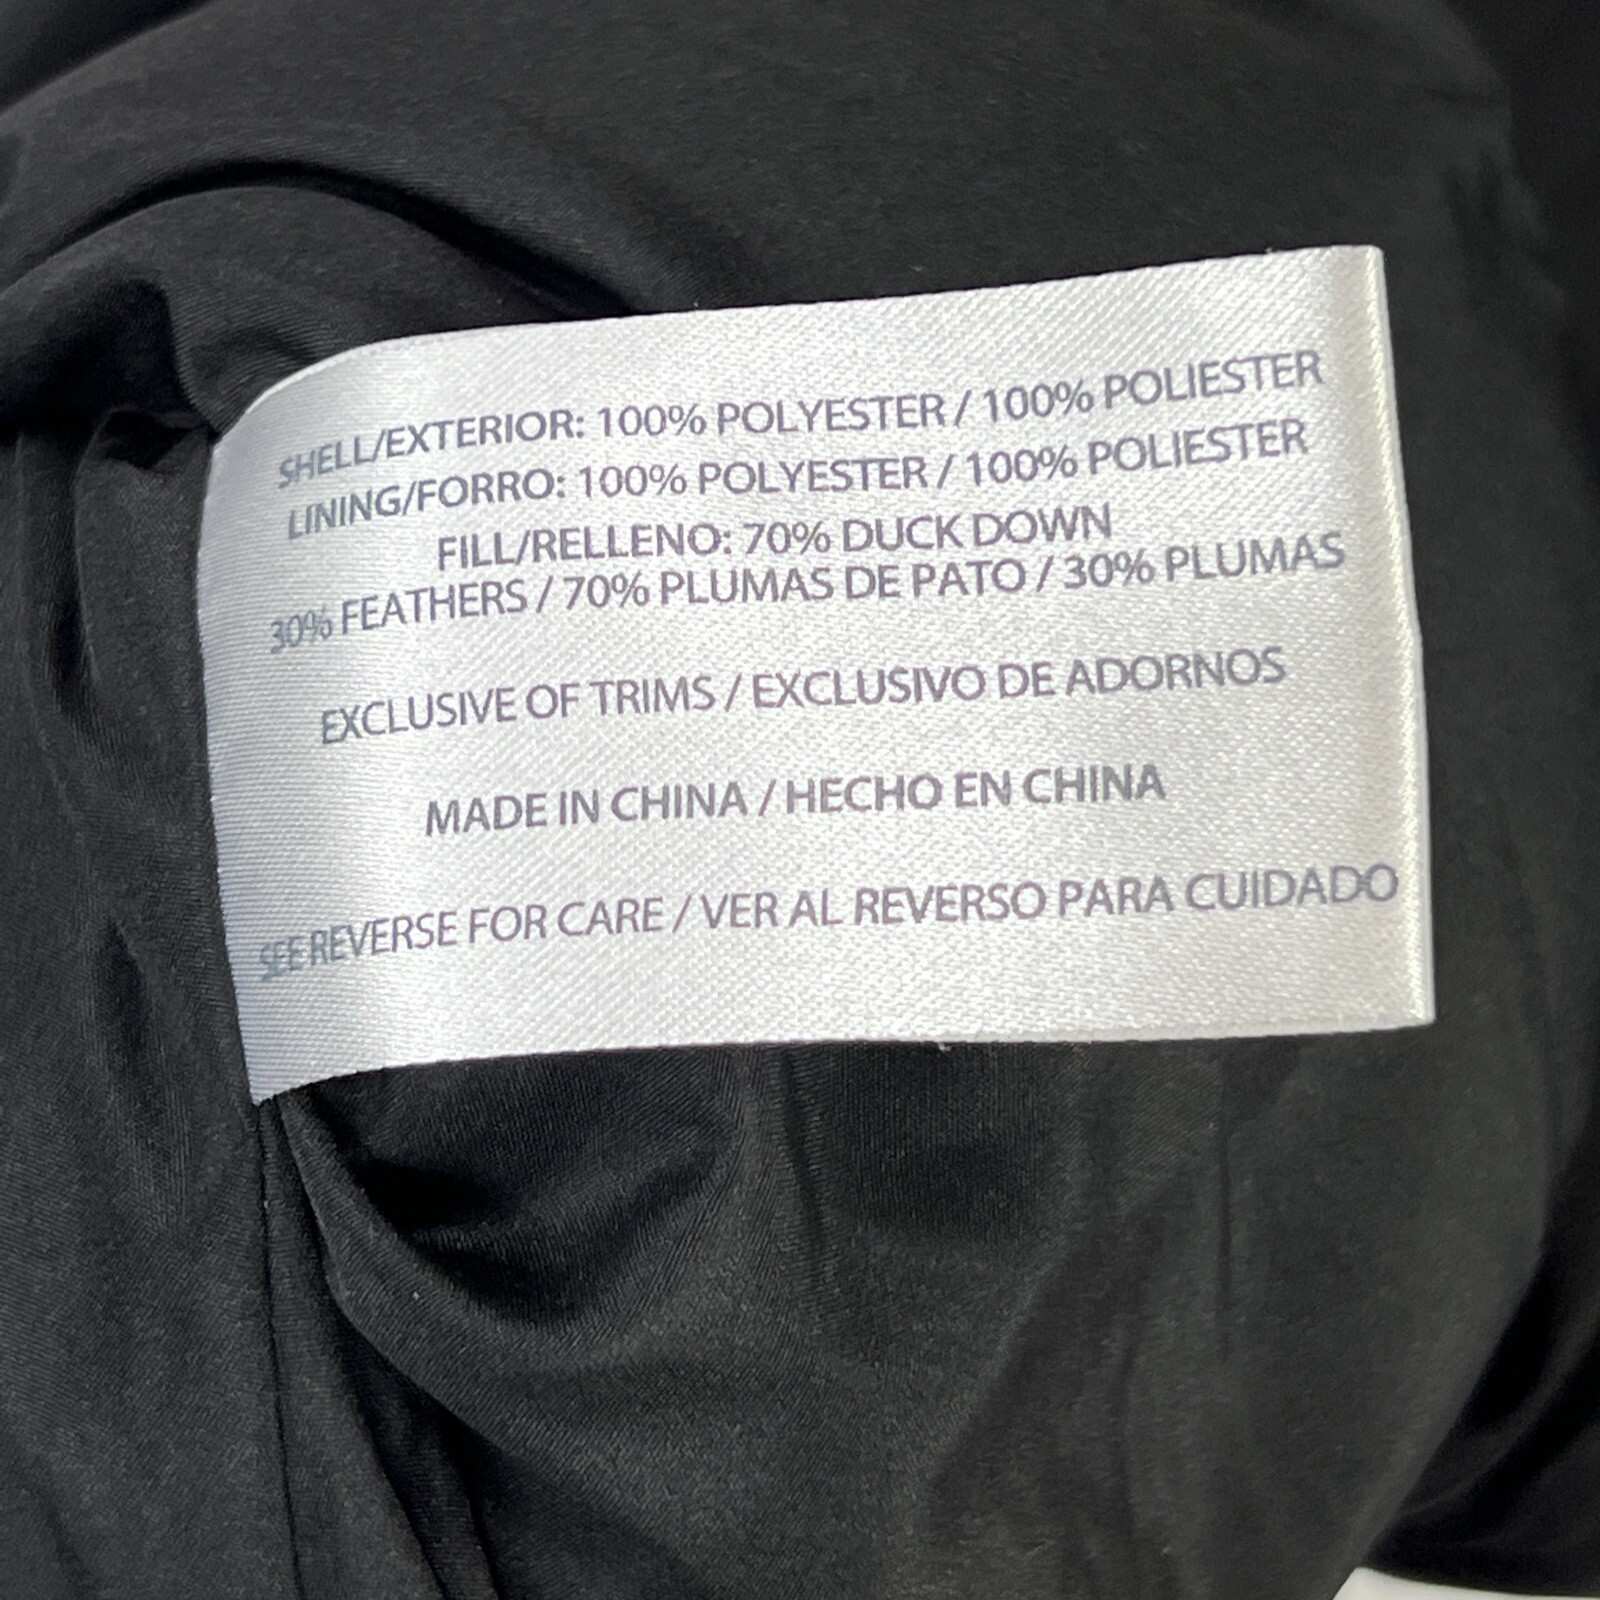 SHELL/EXTERIOR: 100% POLYESTER / 100% POLIESTER
LINING/FORRO: 100% POLYESTER / 100% POLIESTER
FILL/RELLENO: 70% DUCK DOWN
30% FEATHERS / 70% PLUMAS DE PATO / 30% PLUMAS
EXCLUSIVE OF TRIMS / EXCLUSIVO DE ADORNOS
MADE IN CHINA / HECHO EN CHINA
SEE REVERSE FOR CARE / VER AL REVERSO PARA CUIDADO